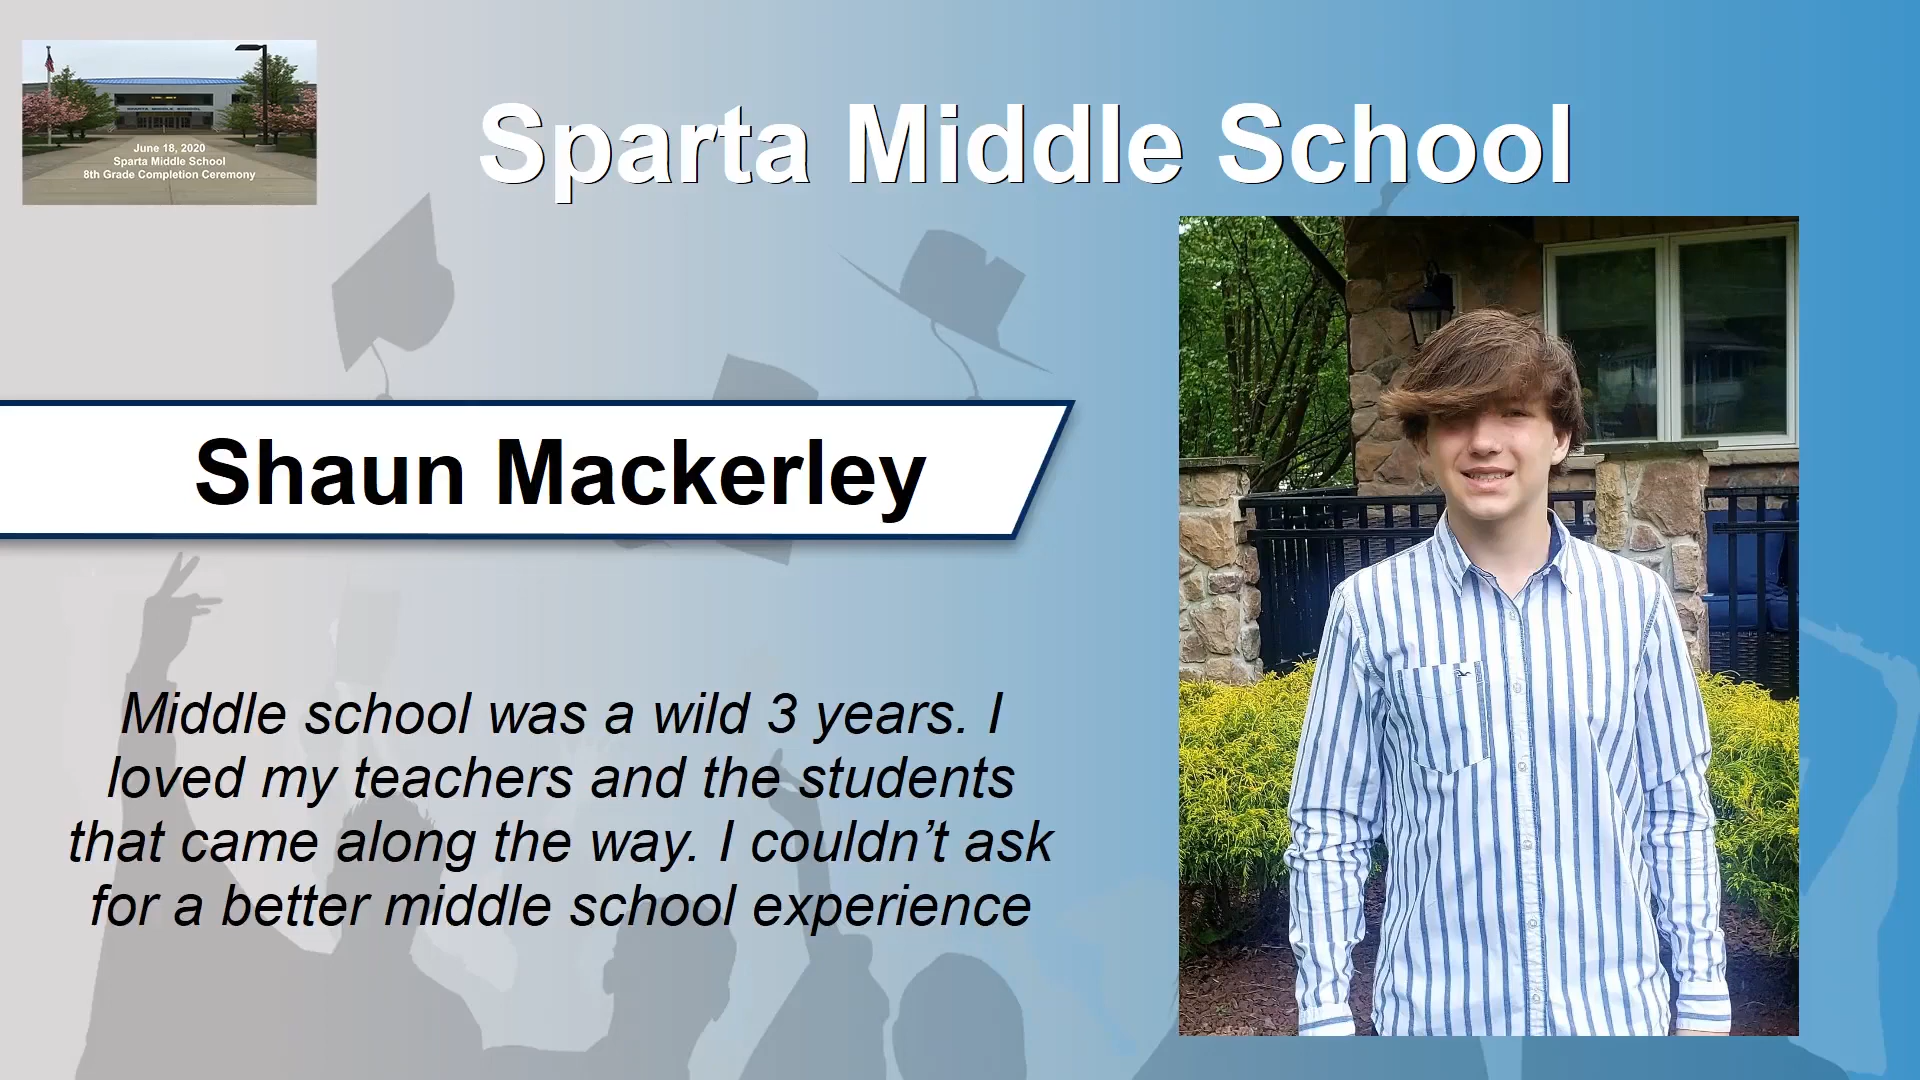 June 18, 2020
Sparta Middle School
8th Grade Completion Ceremony
Sparta Middle School
Shaun Mackerley
Middle school was a wild 3 years. I
loved my teachers and the students
that came along the way. I couldn’t ask
for a better middle school experience